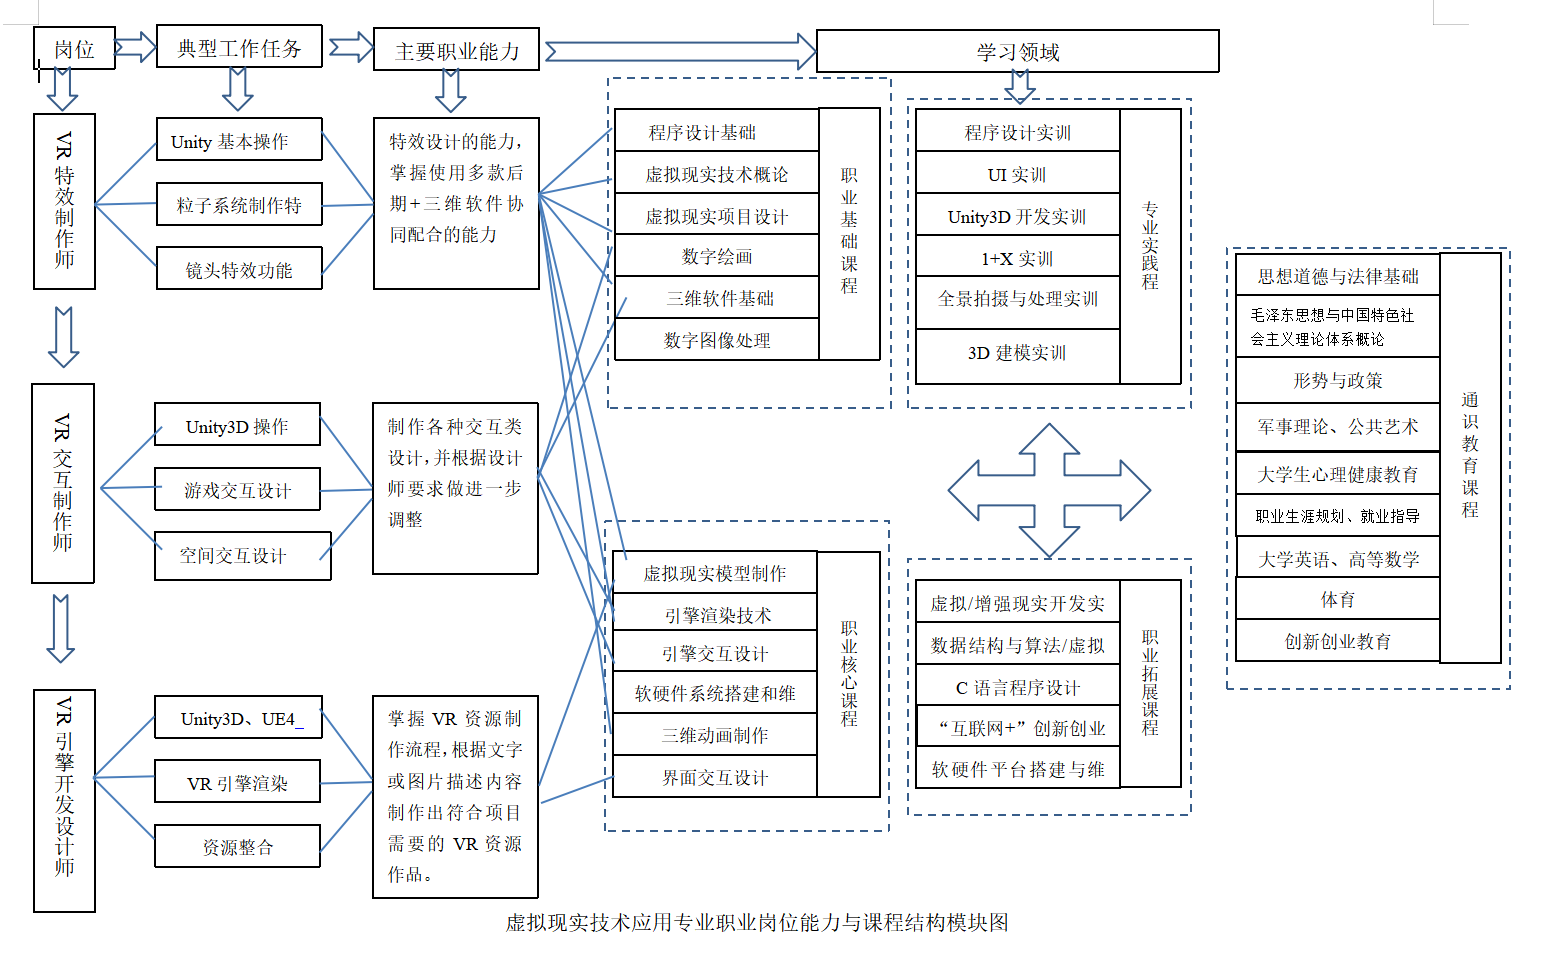 岗位
典型工作任务
主要职业能力
学习领域
VR特效制作师
Unity 基本操作
粒子系统制作特
镜头特效功能
特效设计的能力，
掌握使用多款后
期+三维软件协
同配合的能力
VR交互制作师
Unity3D 操作
游戏交互设计
空间交互设计
制作各种交互类
设计，并根据设计
师要求做进一步
调整
VR引擎开发设计师
Unity3D、UE4_
VR 引擎渲染
资源整合
掌握 VR 资源制
作流程，根据文字
或图片描述内容
制作出符合项目
需要的 VR 资源
作品。
程序设计基础
虚拟现实技术概论
虚拟现实项目设计
数字绘画
三维软件基础
数字图像处理
职业基础课程
虚拟现实模型制作
引擎渲染技术
引擎交互设计
软硬件系统搭建和维
三维动画制作
界面交互设计
职业核心课程
程序设计实训
UI 实训
Unity3D 开发实训
1+X 实训
全景拍摄与处理实训
3D 建模实训
专业实践程
虚拟/增强现实开发实
数据结构与算法/虚拟
C 语言程序设计
“互联网+”创新创业
软硬件平台搭建与维
职业拓展课程
思想道德与法律基础
毛泽东思想与中国特色社
会主义理论体系概论
形势与政策
军事理论、公共艺术
大学生心理健康教育
职业生涯规划、就业指导
大学英语、高等数学
体育
创新创业教育
通识教育课程
虚拟现实技术应用专业职业岗位能力与课程结构模块图